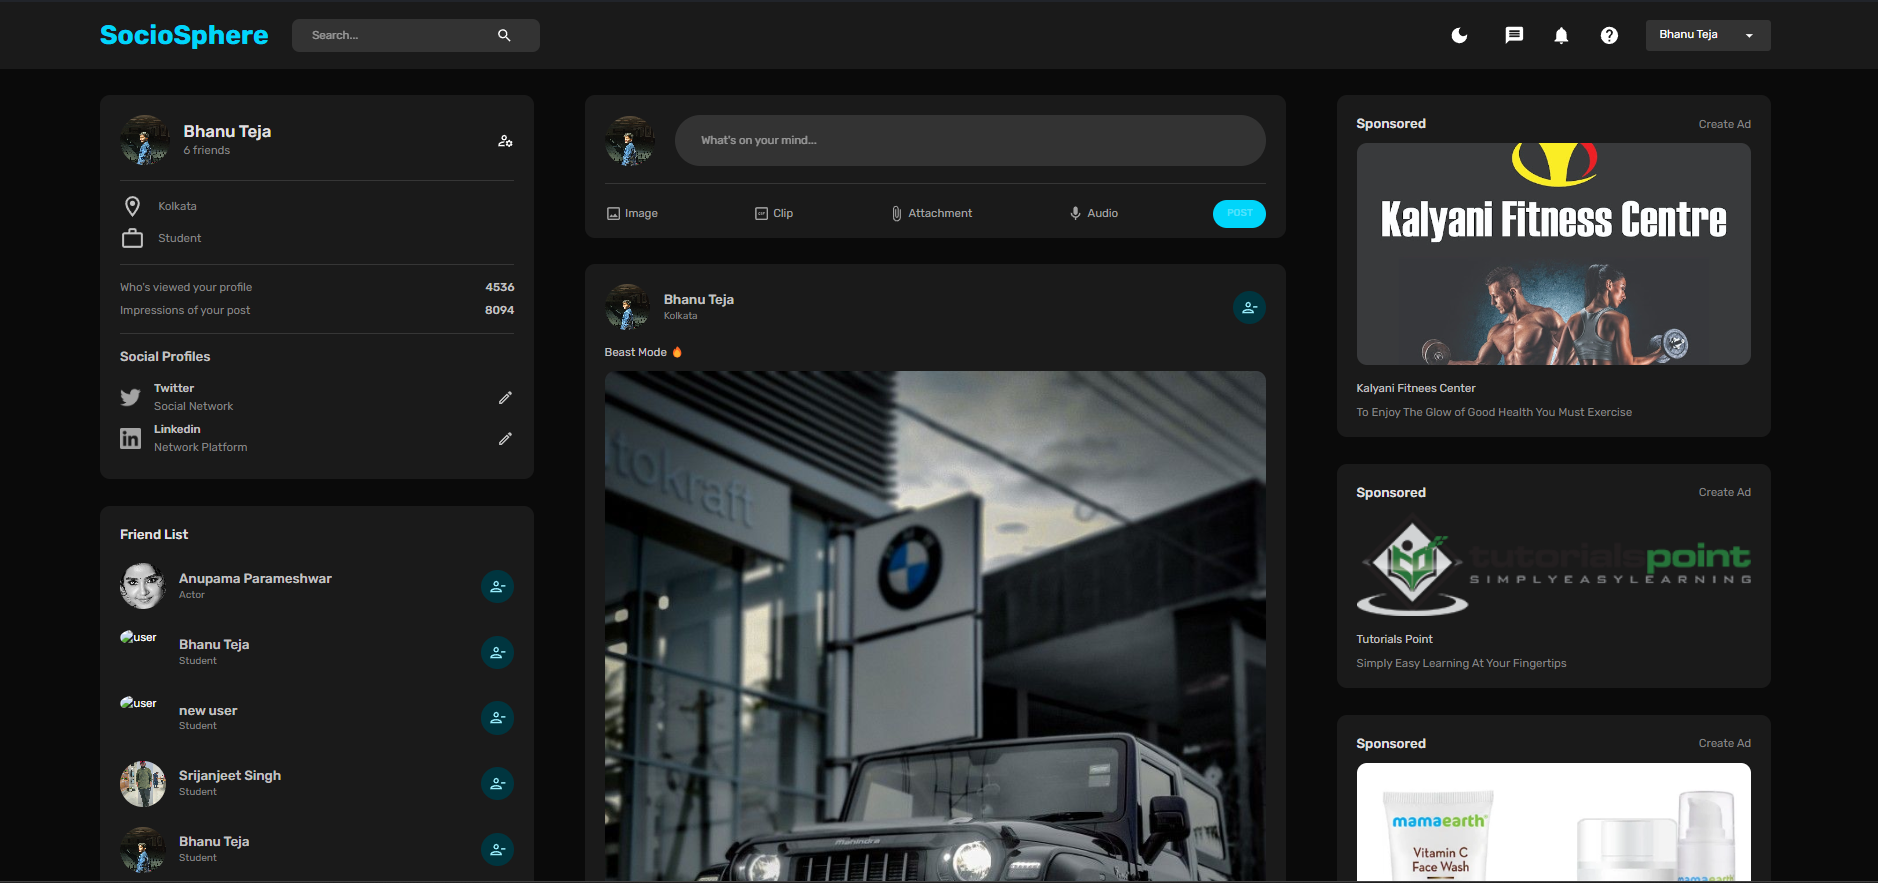 SocioSphere
Search...
Bhanu Teja
Bhanu Teja
6 friends
Kolkata
Student
Who's viewed your profile 4536
Impressions of your post 8094
Social Profiles
Twitter
Social Network
Linkedin
Network Platform
Friend List
Anupama Parameshwar
Actor
user
Bhanu Teja
Student
user
new user
Student
Srijanjeet Singh
Student
Bhanu Teja
Student
What's on your mind...
Image
Clip
Attachment
Audio
POST
Bhanu Teja
Kolkata
Beast Mode 🔥
tokraft
BMW
Mahindra
Sponsored
Create Ad
Kalyani Fitness Centre
Kalyani Fitnees Center
To Enjoy The Glow of Good Health You Must Exercise
Sponsored
Create Ad
tutorialspoint
SIMPLYEASYLEARNING
Tutorials Point
Simply Easy Learning At Your Fingertips
Sponsored
Create Ad
mamaearth
Vitamin C
Face Wash
mamaearth